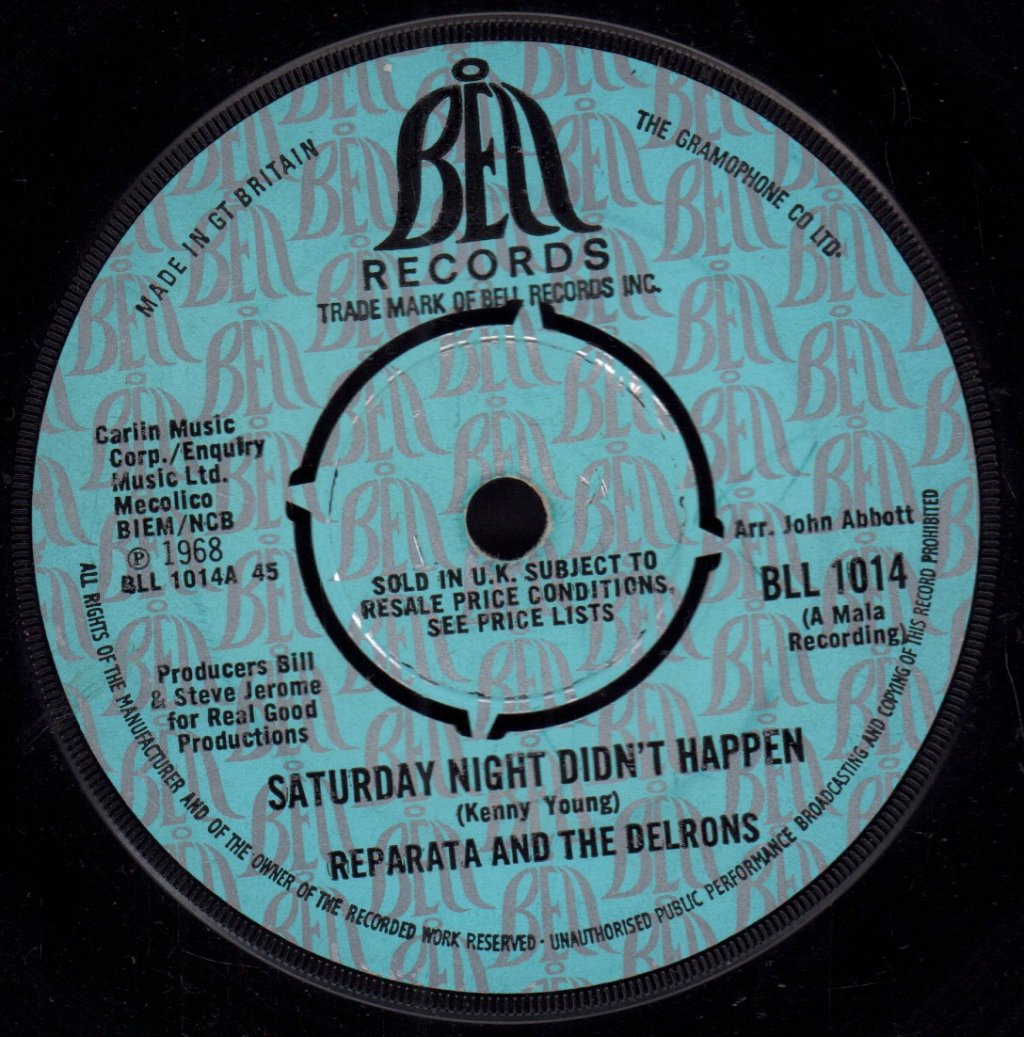 BELL
RECORDS
TRADE MARK OF BELL RECORDS INC.
MADE IN GT BRITAIN
THE GRAMOPHONE CO LTD.
Carlin Music
Corp./Enquiry
Music Ltd.
Mecolico
BIEM/NCB
℗ 1968
BLL 1014A 45
Arr. John Abbott
BLL 1014
(A Mala
Recording)
SOLD IN U.K. SUBJECT TO
RESALE PRICE CONDITIONS,
SEE PRICE LISTS
Producers Bill
& Steve Jerome
for Real Good
Productions
SATURDAY NIGHT DIDN'T HAPPEN
(Kenny Young)
REPARATA AND THE DELRONS
ALL RIGHTS OF THE MANUFACTURER AND OF THE OWNER OF THE RECORDED WORK RESERVED · UNAUTHORISED PUBLIC PERFORMANCE BROADCASTING AND COPYING OF THIS RECORD PROHIBITED